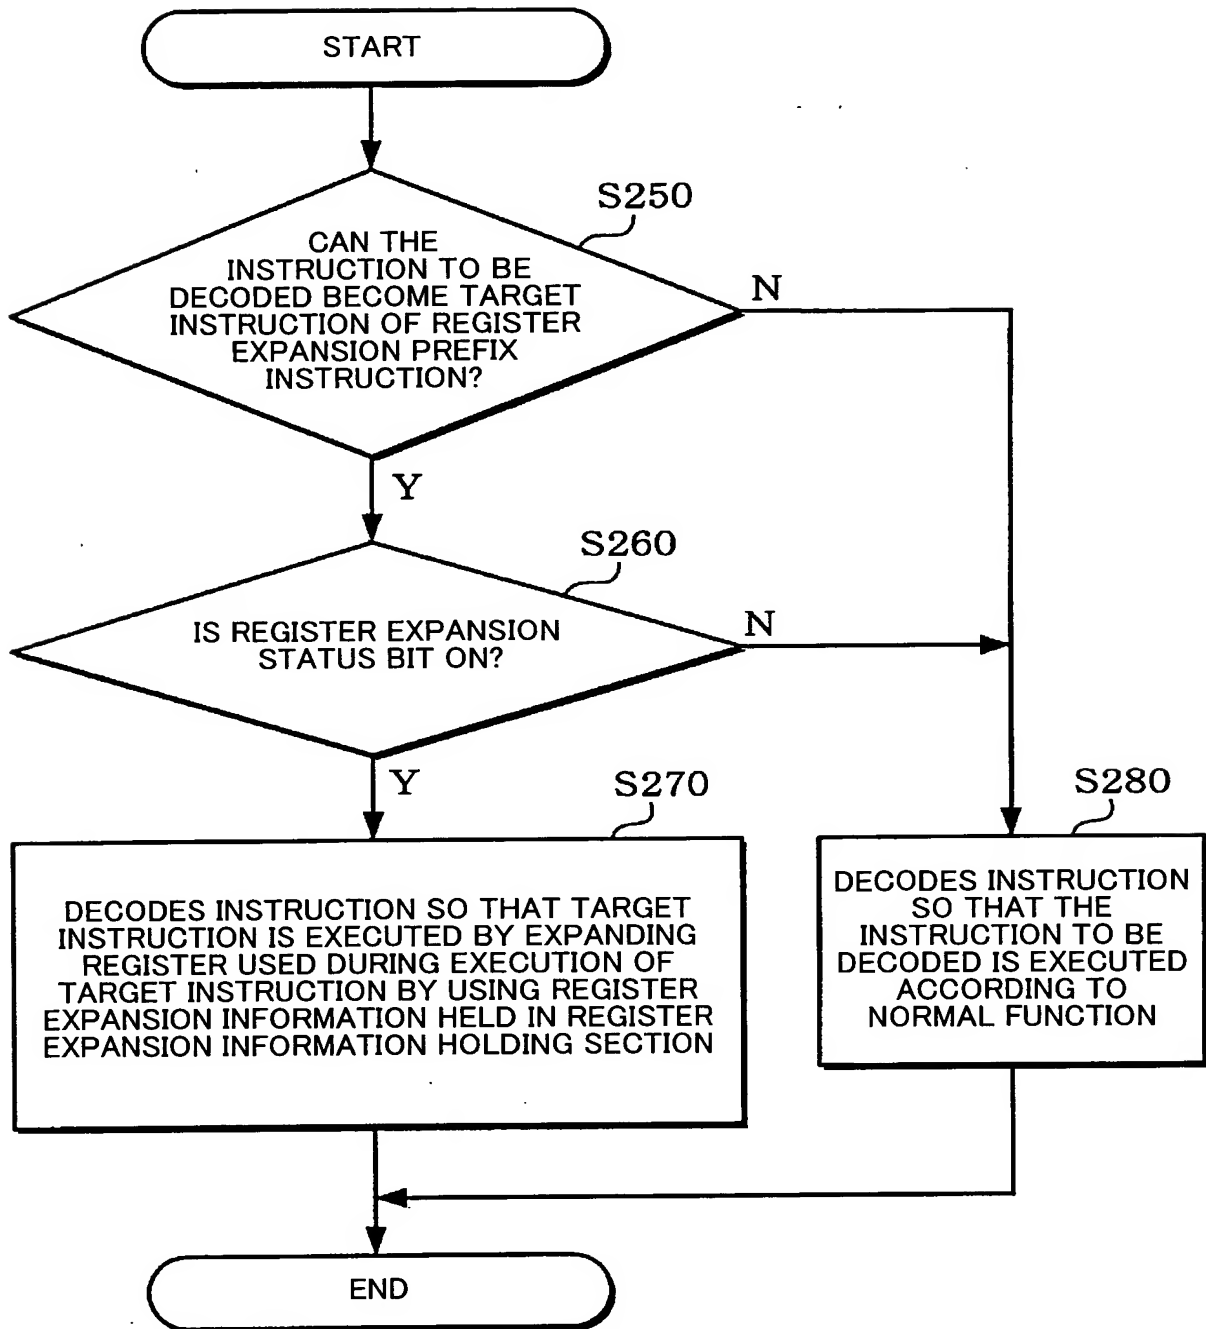 START
S250
CAN THE
INSTRUCTION TO BE
DECODED BECOME TARGET
INSTRUCTION OF REGISTER
EXPANSION PREFIX
INSTRUCTION?
N
Y
S260
IS REGISTER EXPANSION
STATUS BIT ON?
N
Y
S270
DECODES INSTRUCTION SO THAT TARGET
INSTRUCTION IS EXECUTED BY EXPANDING
REGISTER USED DURING EXECUTION OF
TARGET INSTRUCTION BY USING REGISTER
EXPANSION INFORMATION HELD IN REGISTER
EXPANSION INFORMATION HOLDING SECTION
S280
DECODES INSTRUCTION
SO THAT THE
INSTRUCTION TO BE
DECODED IS EXECUTED
ACCORDING TO
NORMAL FUNCTION
END